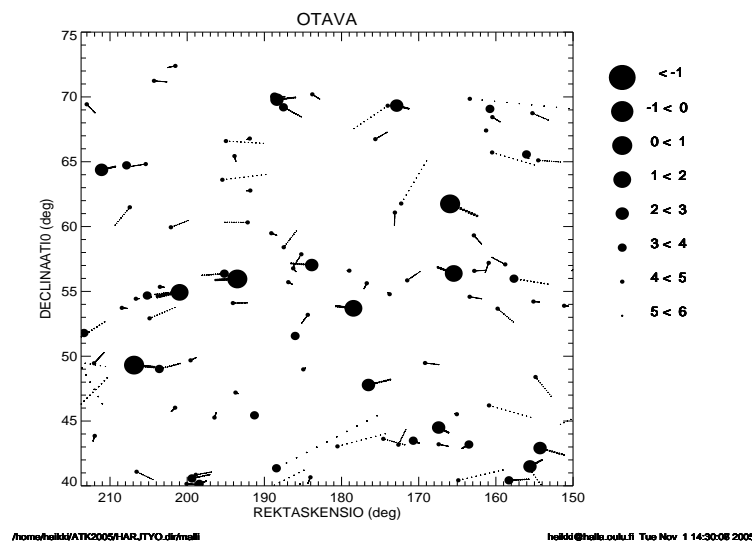 OTAVA
75
70
65
60
55
50
45
40
DECLINAATIO (deg)
210
200
190
180
170
160
150
REKTASKENSIO (deg)
< -1
-1 < 0
0 < 1
1 < 2
2 < 3
3 < 4
4 < 5
5 < 6
/home/heikki/ATK2005/HARJTYO.dir/malli
heikki@halla.oulu.fi Tue Nov 1 14:30:08 2005